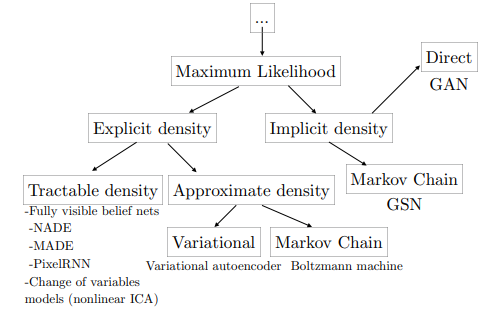 ...
Maximum Likelihood
Direct
GAN
Explicit density
Implicit density
Tractable density
-Fully visible belief nets
-NADE
-MADE
-PixelRNN
-Change of variables
models (nonlinear ICA)
Approximate density
Variational
Variational autoencoder
Markov Chain
Boltzmann machine
Markov Chain
GSN